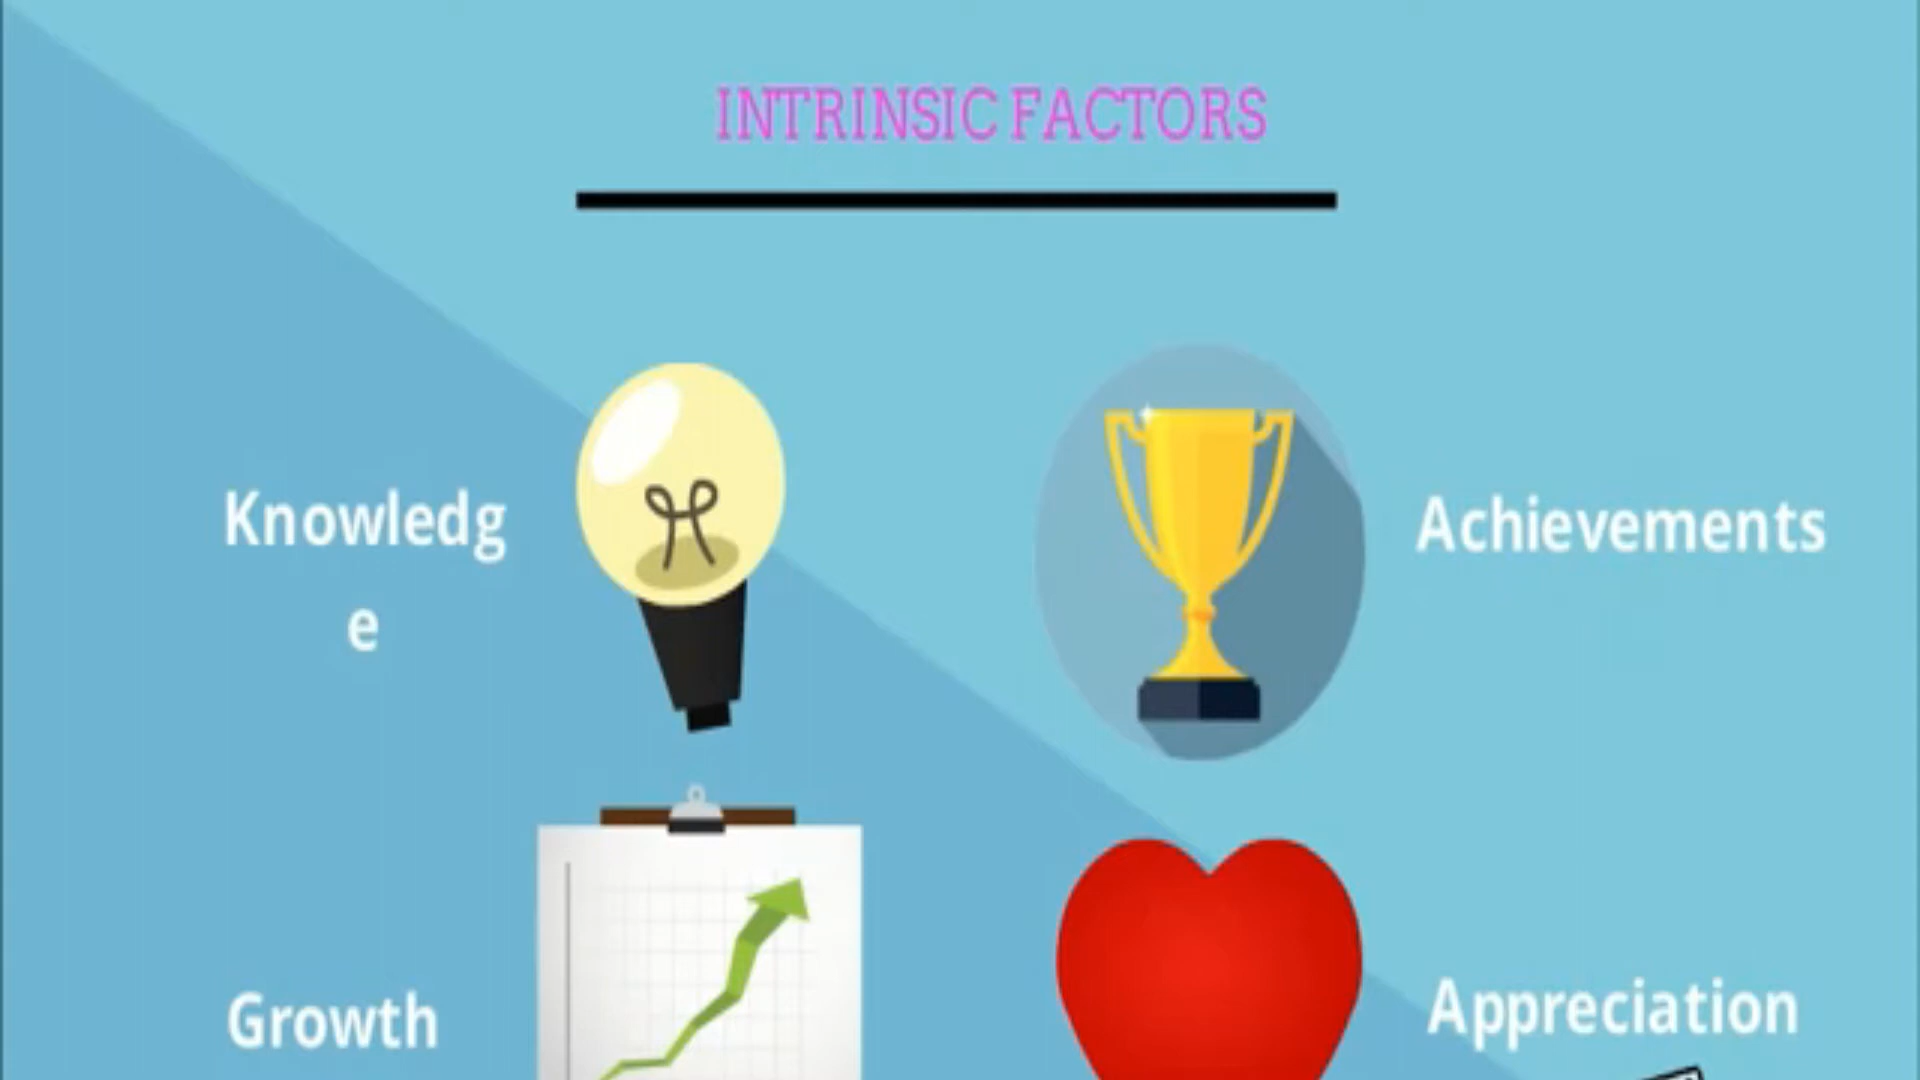 INTRINSIC FACTORS
Knowledg
e
Achievements
Growth
Appreciation